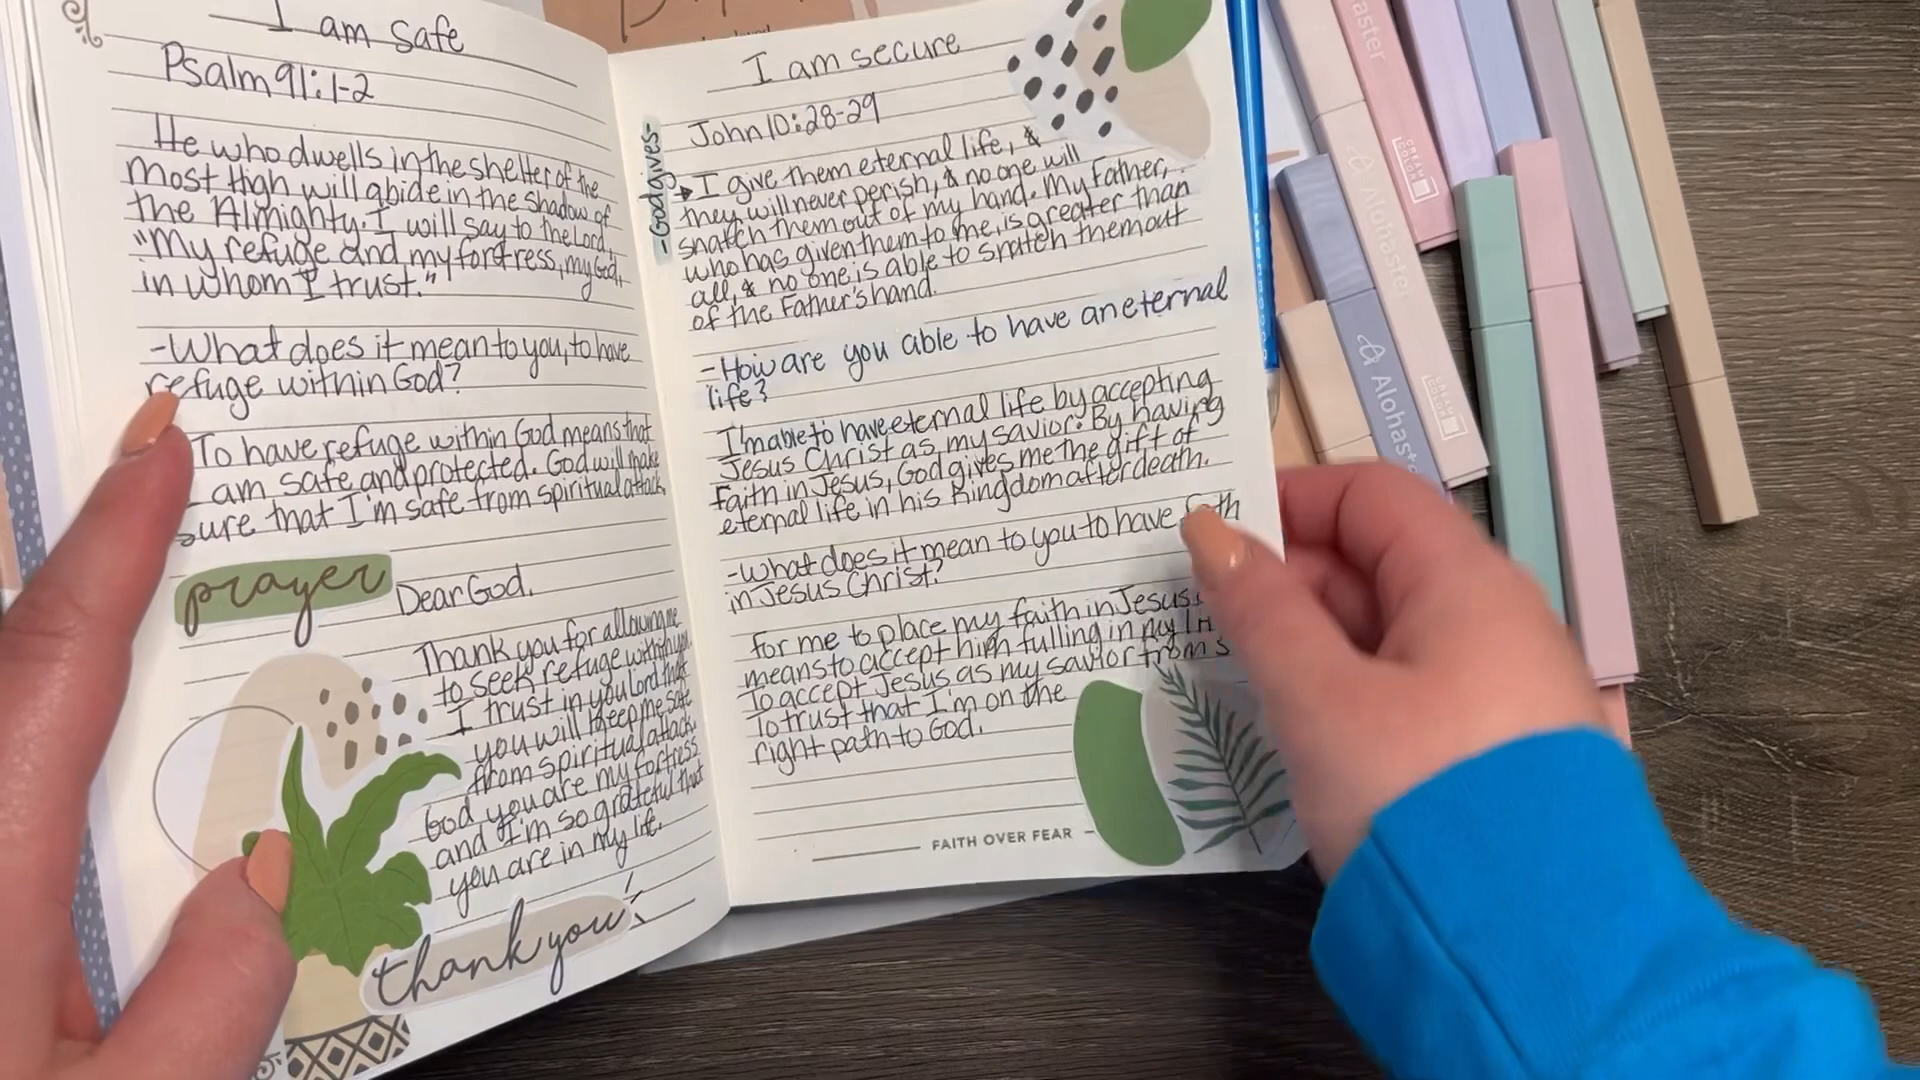 I am safe
Psalm 91:1-2
He who dwells in the shelter of the
Most High will abide in the shadow of
the Almighty. I will say to the Lord,
"My refuge and my fortress, my God,
in whom I trust."
-What does it mean to you, to have
refuge within God?
To have refuge within God means that
I am safe and protected. God will make
sure that I'm safe from spiritual attack.
prayer
Dear God,
Thank you for allowing me
to seek refuge within you.
I trust in you Lord that
you will keep me safe
from spiritual attack.
God you are my fortress
and I'm so grateful that
you are in my life.
thank you
I am secure
-God gives-
John 10:28-29
I give them eternal life, &
they will never perish, & no one will
snatch them out of my hand. My Father,
who has given them to me, is greater than
all, & no one is able to snatch them out
of the Father's hand.
-How are you able to have an eternal
life?
I'm able to have eternal life by accepting
Jesus Christ as my savior. By having
faith in Jesus, God gives me the gift of
eternal life in his Kingdom after death.
-What does it mean to you to have
in Jesus Christ?
For me to place my faith in Jesus
means to accept him fulling in my
To accept Jesus as my savior from
To trust that I'm on the
right path to God.
FAITH OVER FEAR
aster
CREAM COLOR
Alohaster
CREAM COLOR
Alohast